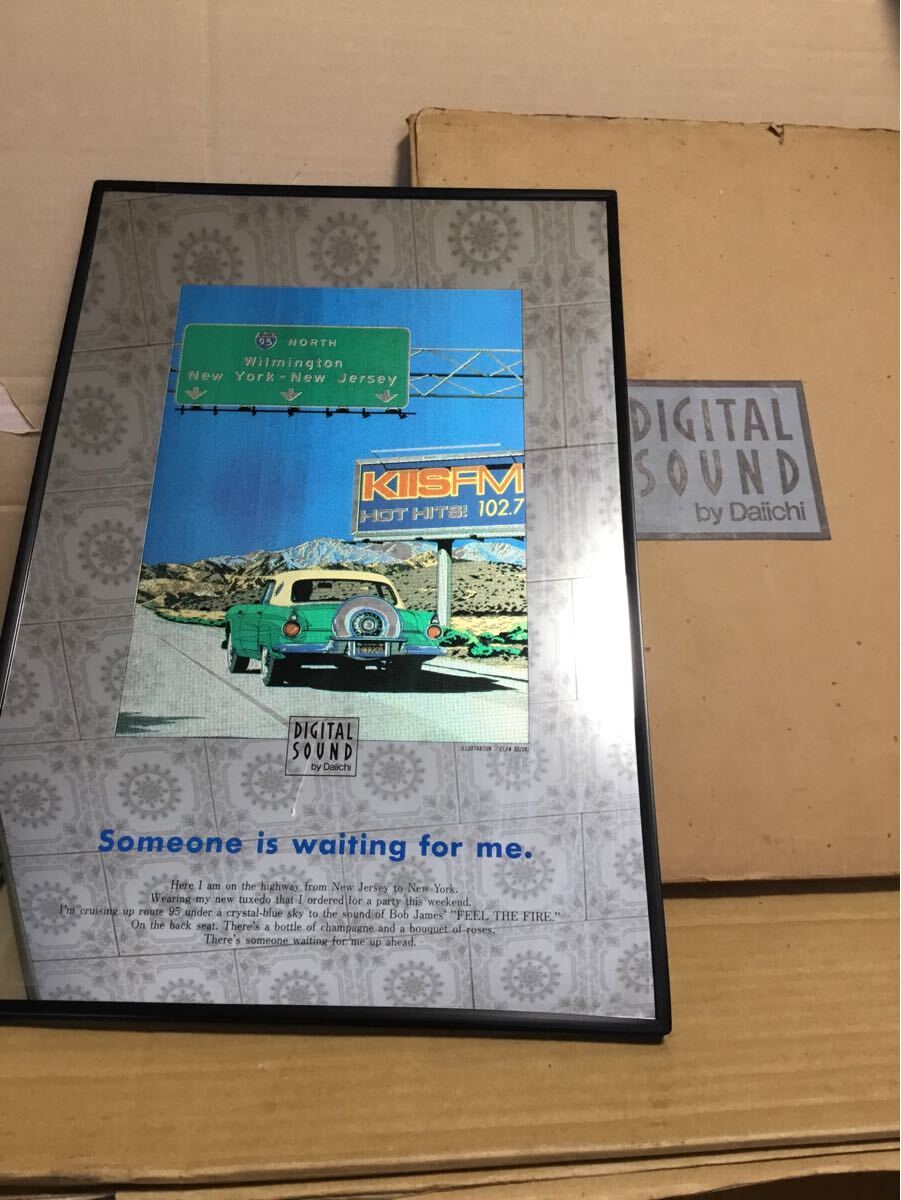 95 NORTH
Wilmington
New York-New Jersey
KIISFM
HOT HITS! 102.7
DIGITAL
SOUND
by Daiichi
ILLUSTRATION / EIJIN SUZUKI
Someone is waiting for me.
Here I am on the highway from New Jersey to New York.
Wearing my new tuxedo that I ordered for a party this weekend.
I'm cruising up route 95 under a crystal-blue sky to the sound of Bob James' "FEEL THE FIRE."
On the back seat. There's a bottle of champagne and a bouquet of roses.
There's someone waiting for me up ahead.
DIGITAL
SOUND
by Daiichi